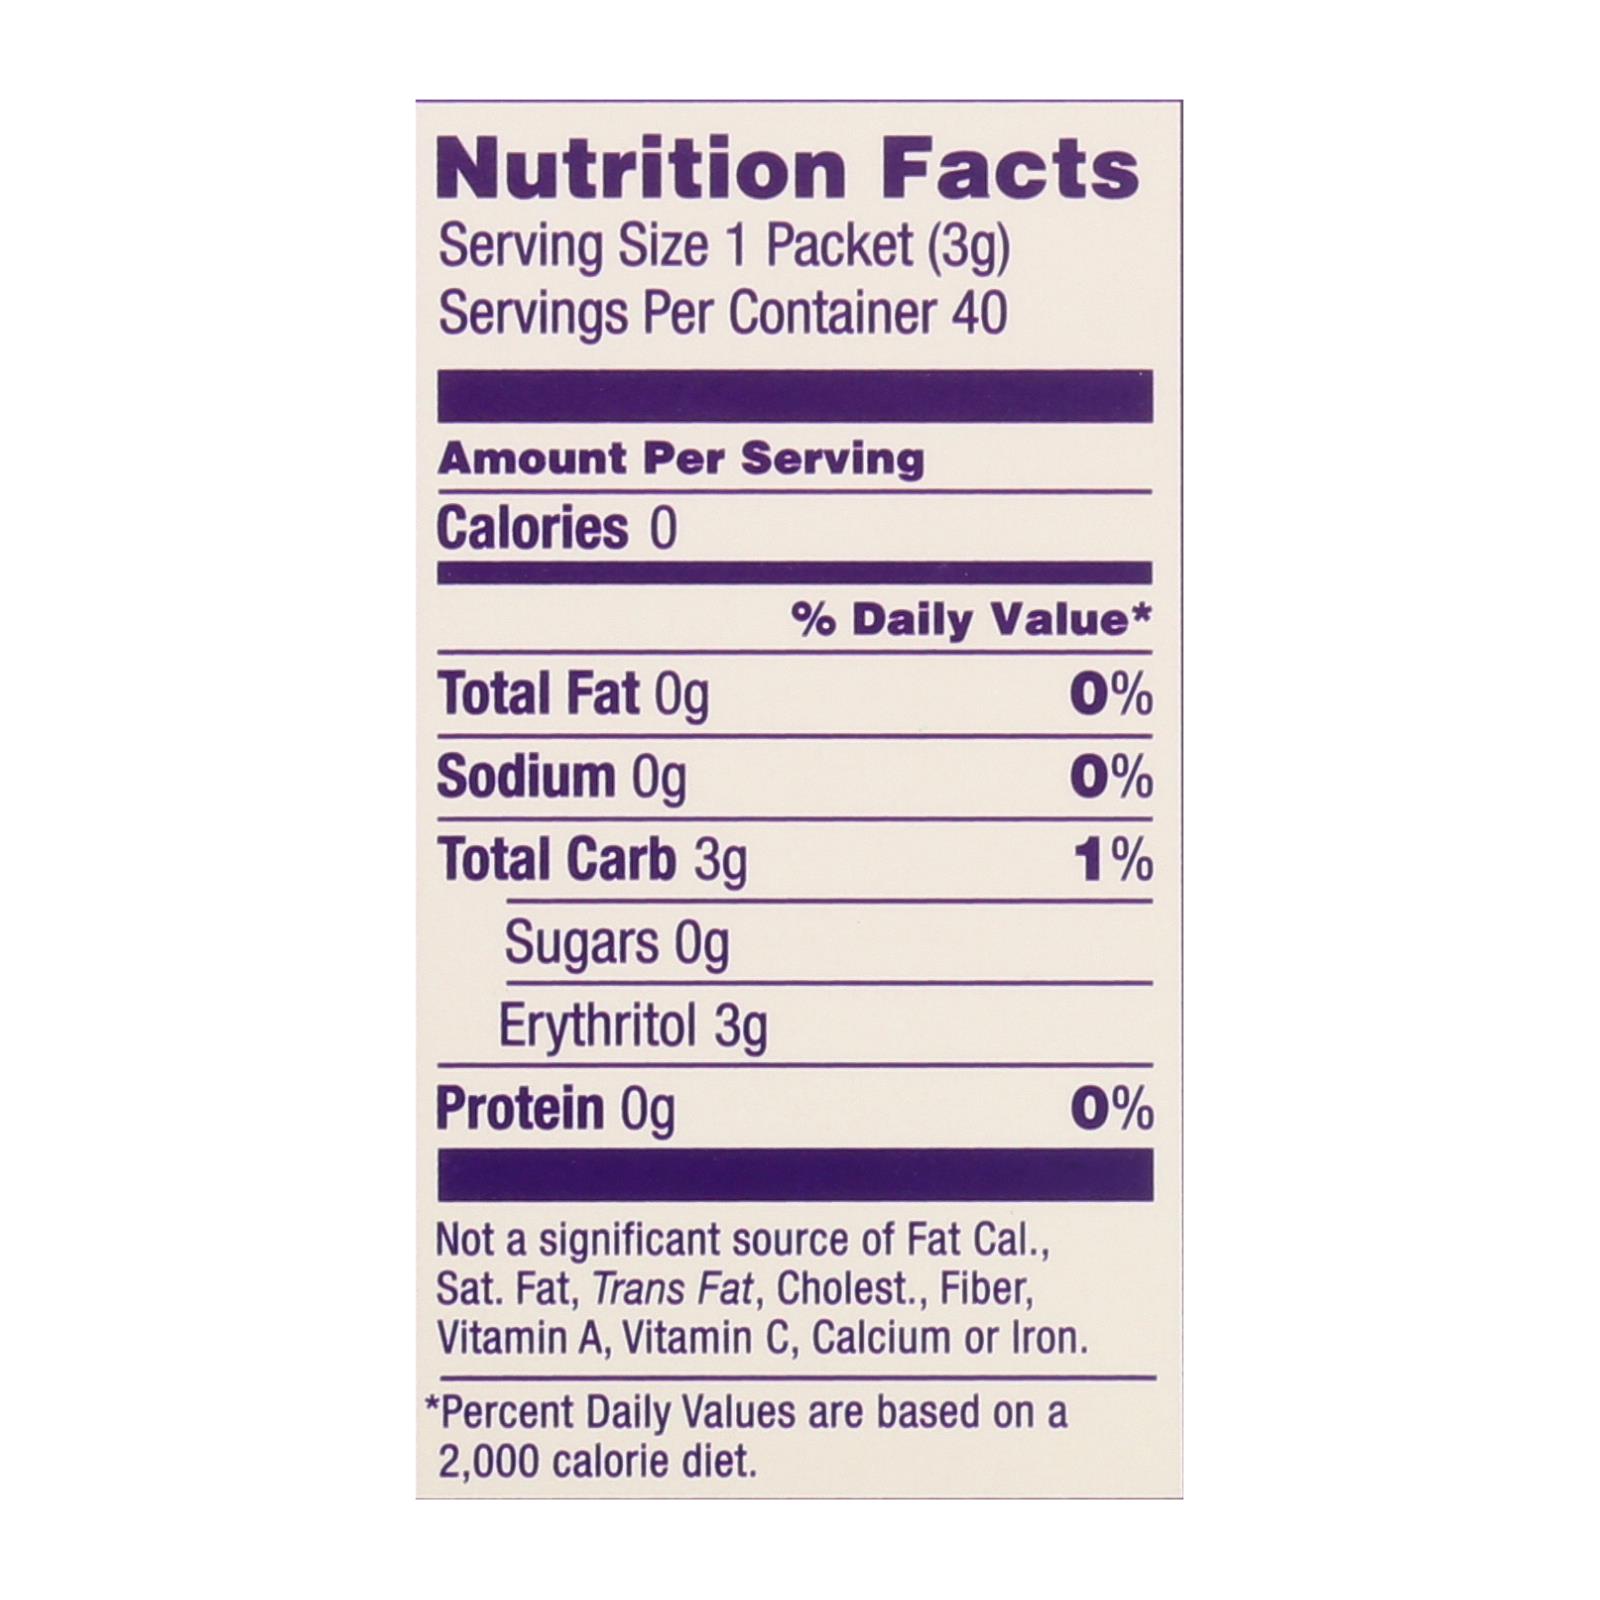 Nutrition Facts
Serving Size 1 Packet (3g)
Servings Per Container 40
Amount Per Serving
Calories 0
% Daily Value*
Total Fat 0g 0%
Sodium 0g 0%
Total Carb 3g 1%
Sugars 0g
Erythritol 3g
Protein 0g 0%
Not a significant source of Fat Cal.,
Sat. Fat, Trans Fat, Cholest., Fiber,
Vitamin A, Vitamin C, Calcium or Iron.
*Percent Daily Values are based on a
2,000 calorie diet.